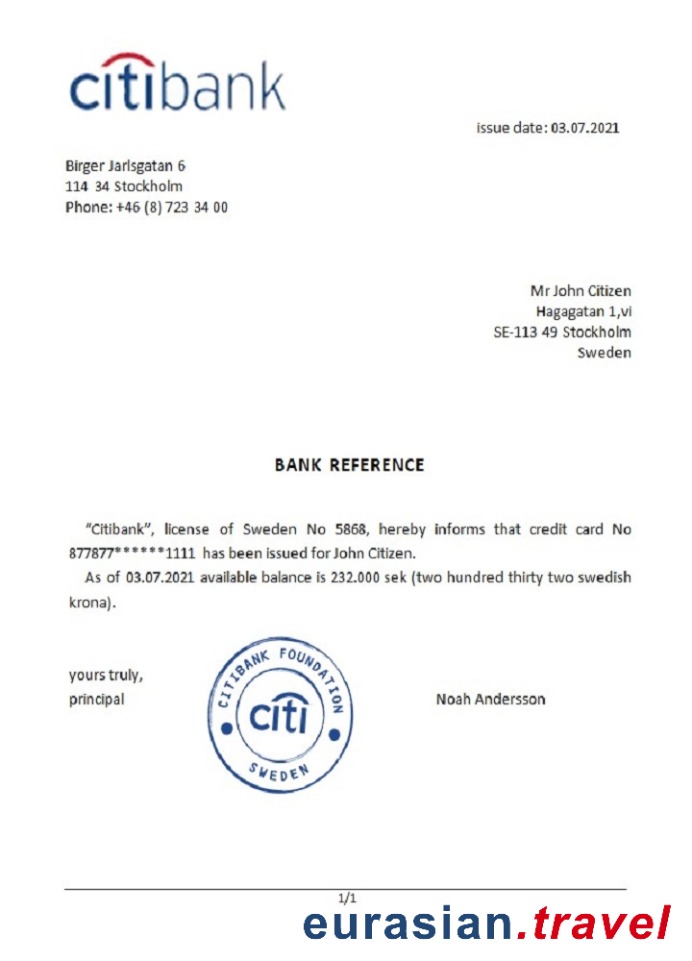 citibank
issue date: 03.07.2021
Birger Jarlsgatan 6
114 34 Stockholm
Phone: +46 (8) 723 34 00
Mr John Citizen
Hagagatan 1,vi
SE-113 49 Stockholm
Sweden
BANK REFERENCE
“Citibank”, license of Sweden No 5868, hereby informs that credit card No
877877******1111 has been issued for John Citizen.
As of 03.07.2021 available balance is 232.000 sek (two hundred thirty two swedish
krona).
yours truly,
principal
CITIBANK FOUNDATION
citi
SWEDEN
Noah Andersson
1/1
eurasian.travel